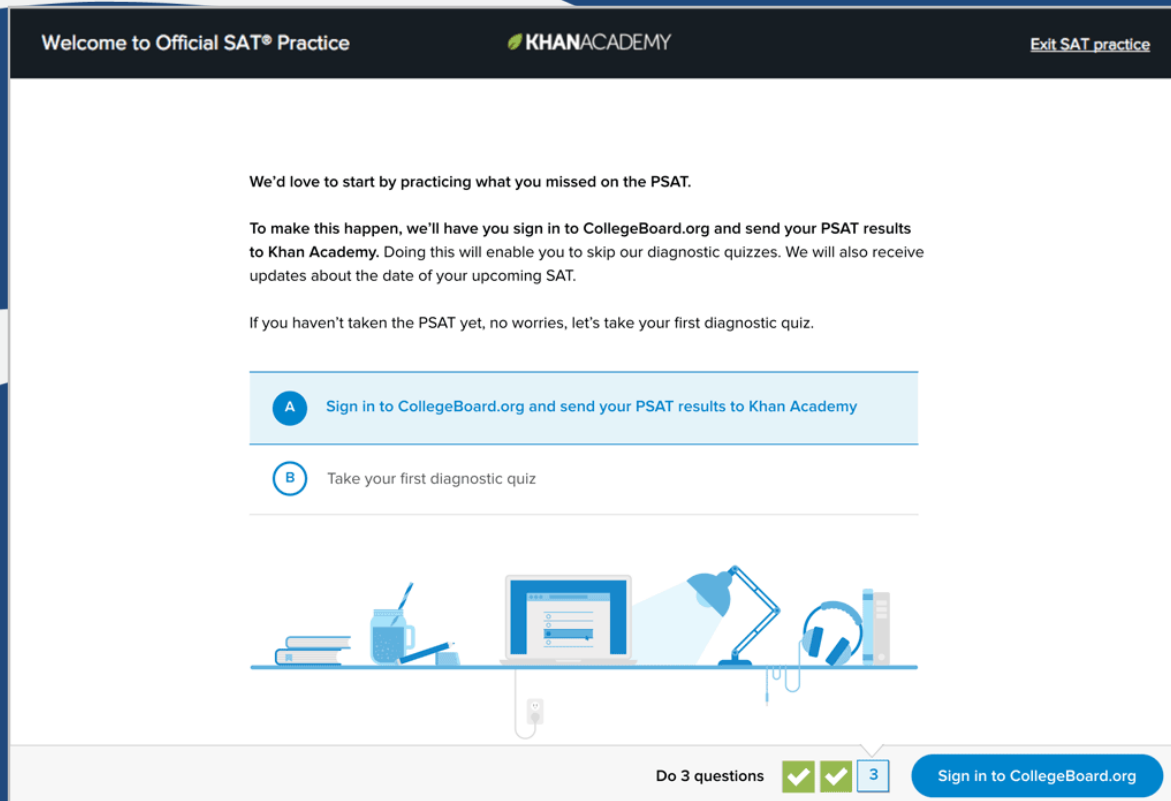 Welcome to Official SAT® Practice
KHANACADEMY
Exit SAT practice
We'd love to start by practicing what you missed on the PSAT.
To make this happen, we'll have you sign in to CollegeBoard.org and send your PSAT results
to Khan Academy. Doing this will enable you to skip our diagnostic quizzes. We will also receive
updates about the date of your upcoming SAT.
If you haven't taken the PSAT yet, no worries, let's take your first diagnostic quiz.
A Sign in to CollegeBoard.org and send your PSAT results to Khan Academy
B Take your first diagnostic quiz
Do 3 questions 3 Sign in to CollegeBoard.org